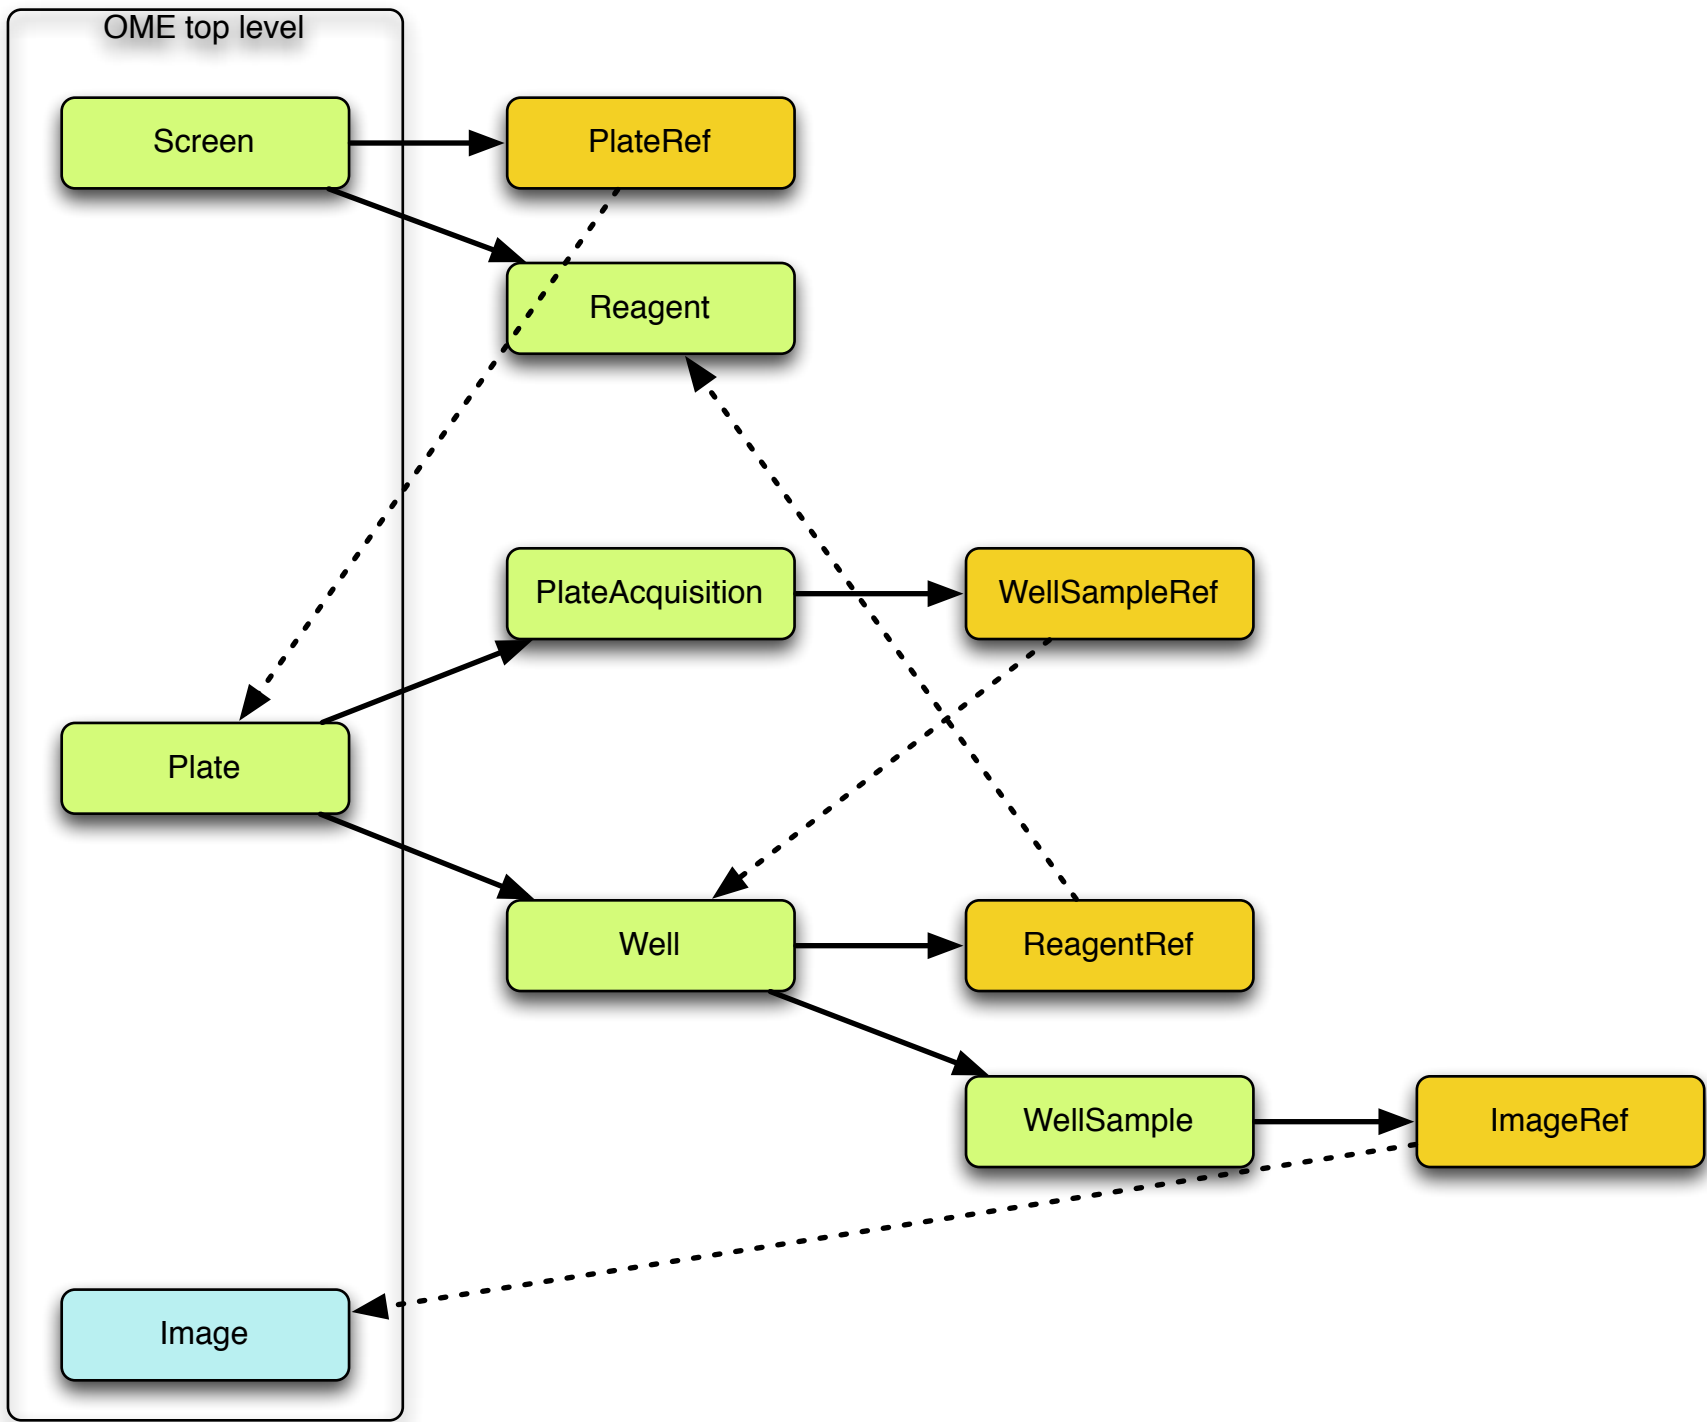 OME top level
Screen
PlateRef
Reagent
PlateAcquisition
WellSampleRef
Plate
Well
ReagentRef
WellSample
ImageRef
Image